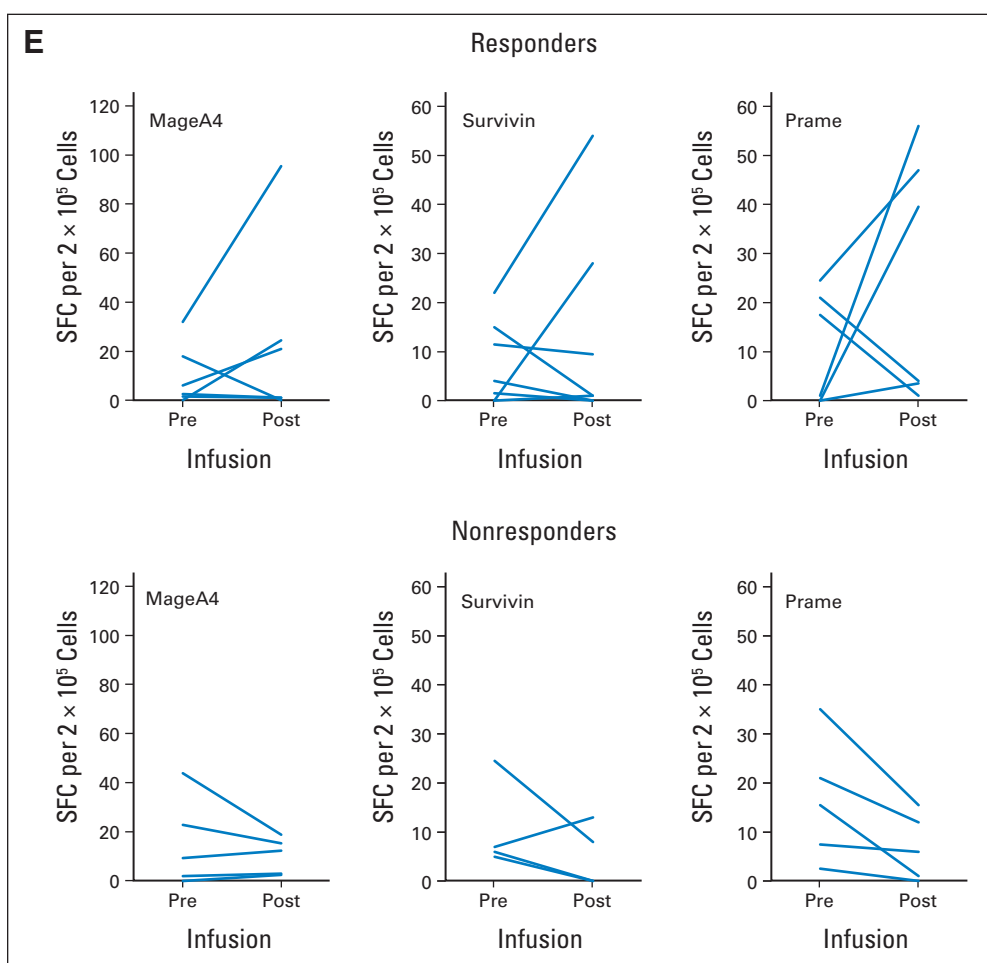 E
Responders
MageA4
SFC per 2 × 10⁵ Cells
120
100
80
60
40
20
0
Pre Post
Infusion
Survivin
SFC per 2 × 10⁵ Cells
60
50
40
30
20
10
0
Pre Post
Infusion
Prame
SFC per 2 × 10⁵ Cells
60
50
40
30
20
10
0
Pre Post
Infusion
Nonresponders
MageA4
SFC per 2 × 10⁵ Cells
120
100
80
60
40
20
0
Pre Post
Infusion
Survivin
SFC per 2 × 10⁵ Cells
60
50
40
30
20
10
0
Pre Post
Infusion
Prame
SFC per 2 × 10⁵ Cells
60
50
40
30
20
10
0
Pre Post
Infusion